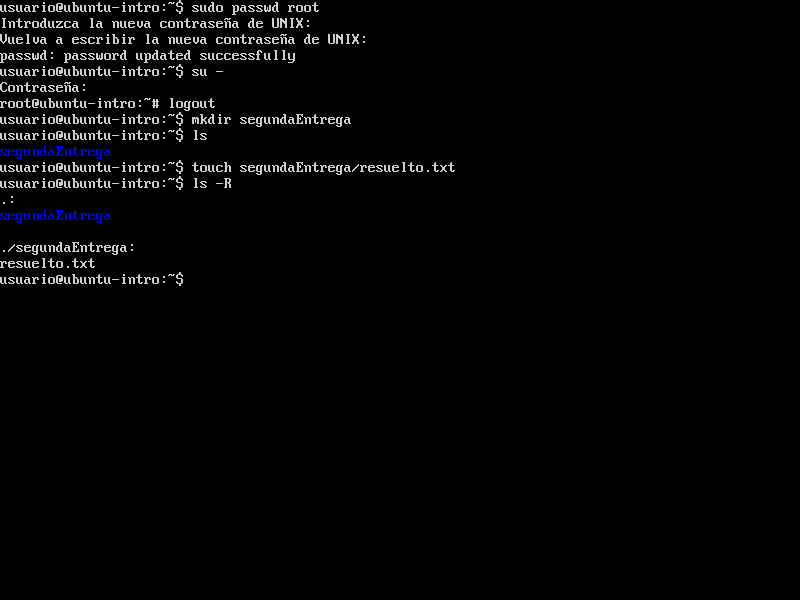 usuario@ubuntu-intro:~$ sudo passwd root
Introduzca la nueva contraseña de UNIX:
Vuelva a escribir la nueva contraseña de UNIX:
passwd: password updated successfully
usuario@ubuntu-intro:~$ su -
Contraseña:
root@ubuntu-intro:~# logout
usuario@ubuntu-intro:~$ mkdir segundaEntrega
usuario@ubuntu-intro:~$ ls
segundaEntrega
usuario@ubuntu-intro:~$ touch segundaEntrega/resuelto.txt
usuario@ubuntu-intro:~$ ls -R
.:
segundaEntrega

./segundaEntrega:
resuelto.txt
usuario@ubuntu-intro:~$